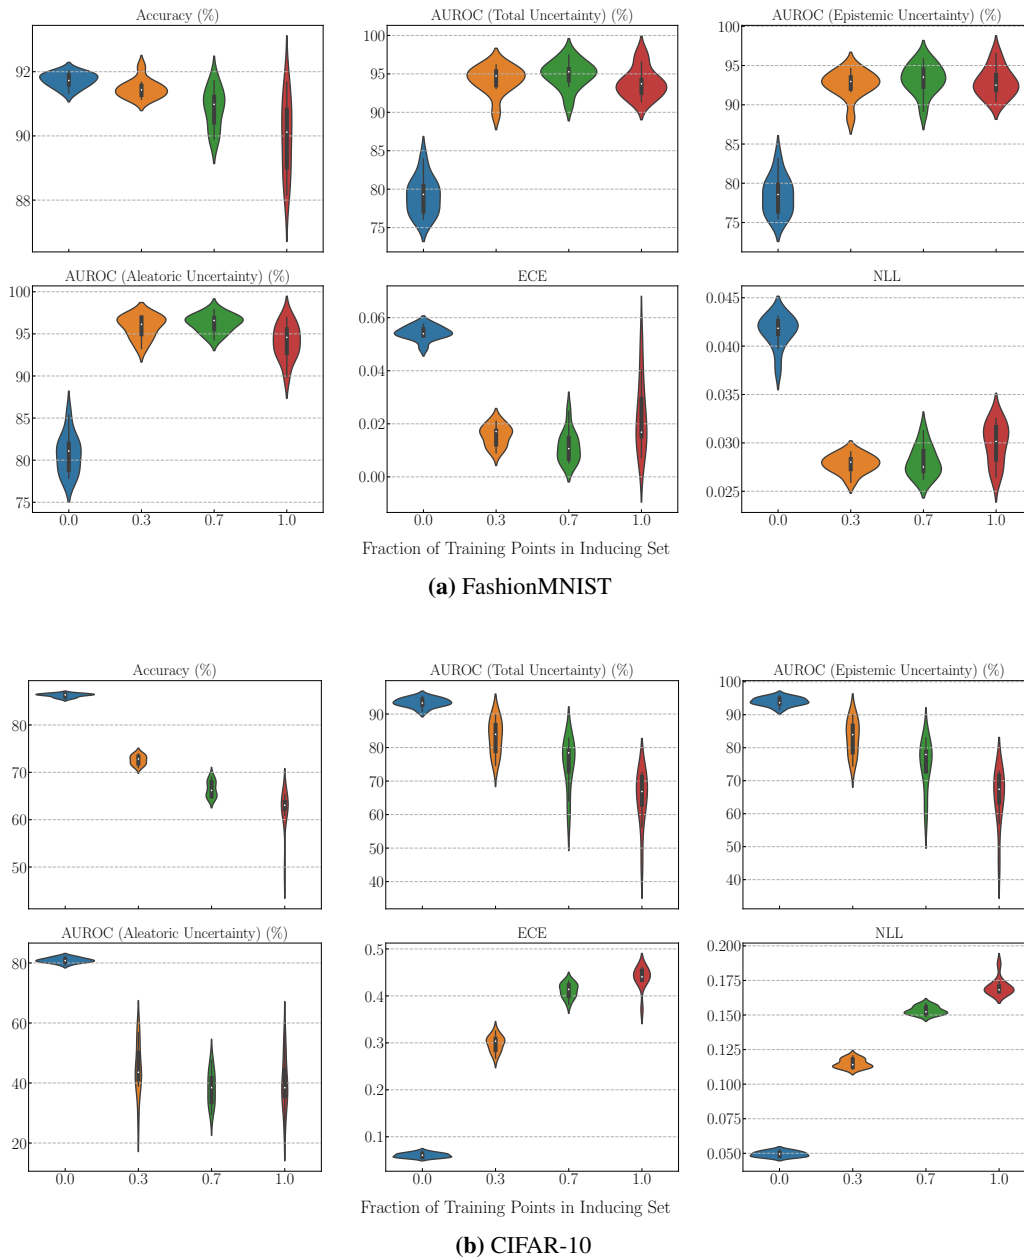 Accuracy (%)
AUROC (Total Uncertainty) (%)
AUROC (Epistemic Uncertainty) (%)
92
90
88
100
95
90
85
80
75
100
95
90
85
80
75
AUROC (Aleatoric Uncertainty) (%)
ECE
NLL
100
95
90
85
80
75
0.06
0.04
0.02
0.00
0.045
0.040
0.035
0.030
0.025
0.0 0.3 0.7 1.0
0.0 0.3 0.7 1.0
0.0 0.3 0.7 1.0
Fraction of Training Points in Inducing Set
(a) FashionMNIST
Accuracy (%)
AUROC (Total Uncertainty) (%)
AUROC (Epistemic Uncertainty) (%)
80
70
60
50
90
80
70
60
50
40
100
90
80
70
60
50
40
AUROC (Aleatoric Uncertainty) (%)
ECE
NLL
80
60
40
20
0.5
0.4
0.3
0.2
0.1
0.200
0.175
0.150
0.125
0.100
0.075
0.050
0.0 0.3 0.7 1.0
0.0 0.3 0.7 1.0
0.0 0.3 0.7 1.0
Fraction of Training Points in Inducing Set
(b) CIFAR-10